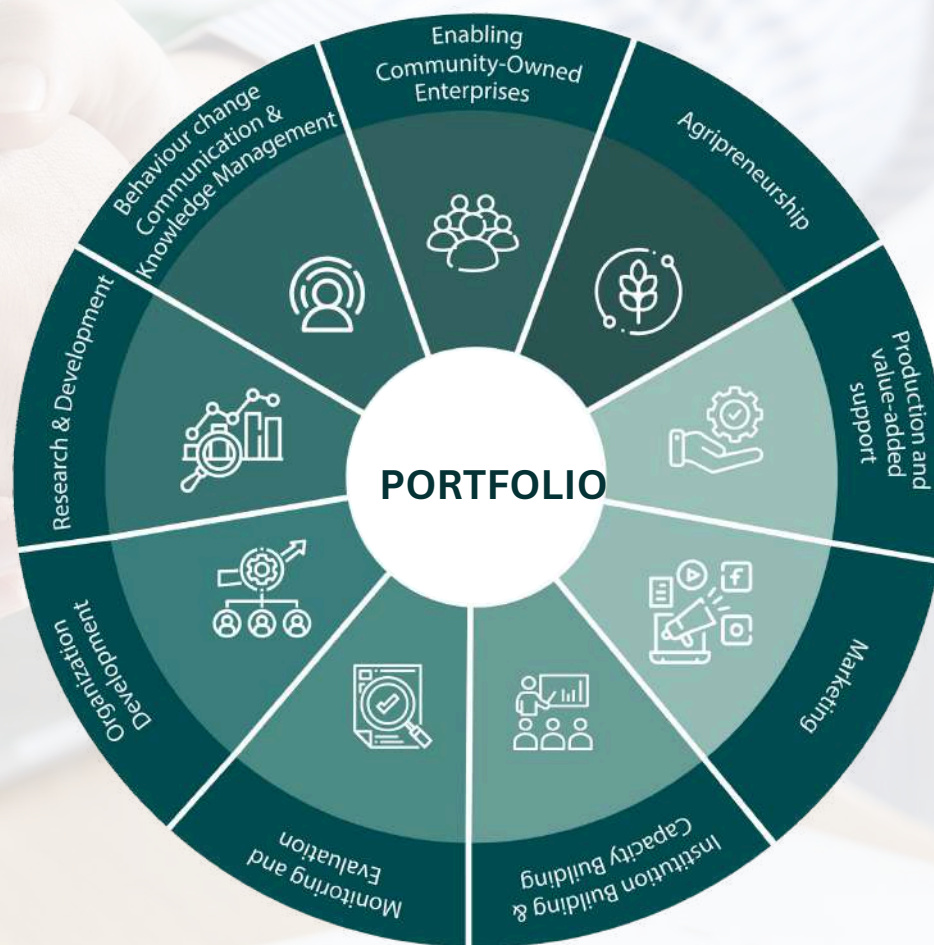 Enabling
Community-Owned
Enterprises
Agripreneurship
Production and
value-added
support
Marketing
Institution Building &
Capacity Building
Monitoring and
Evaluation
Organization
Development
Research & Development
Behaviour change
Communication &
Knowledge Management
PORTFOLIO